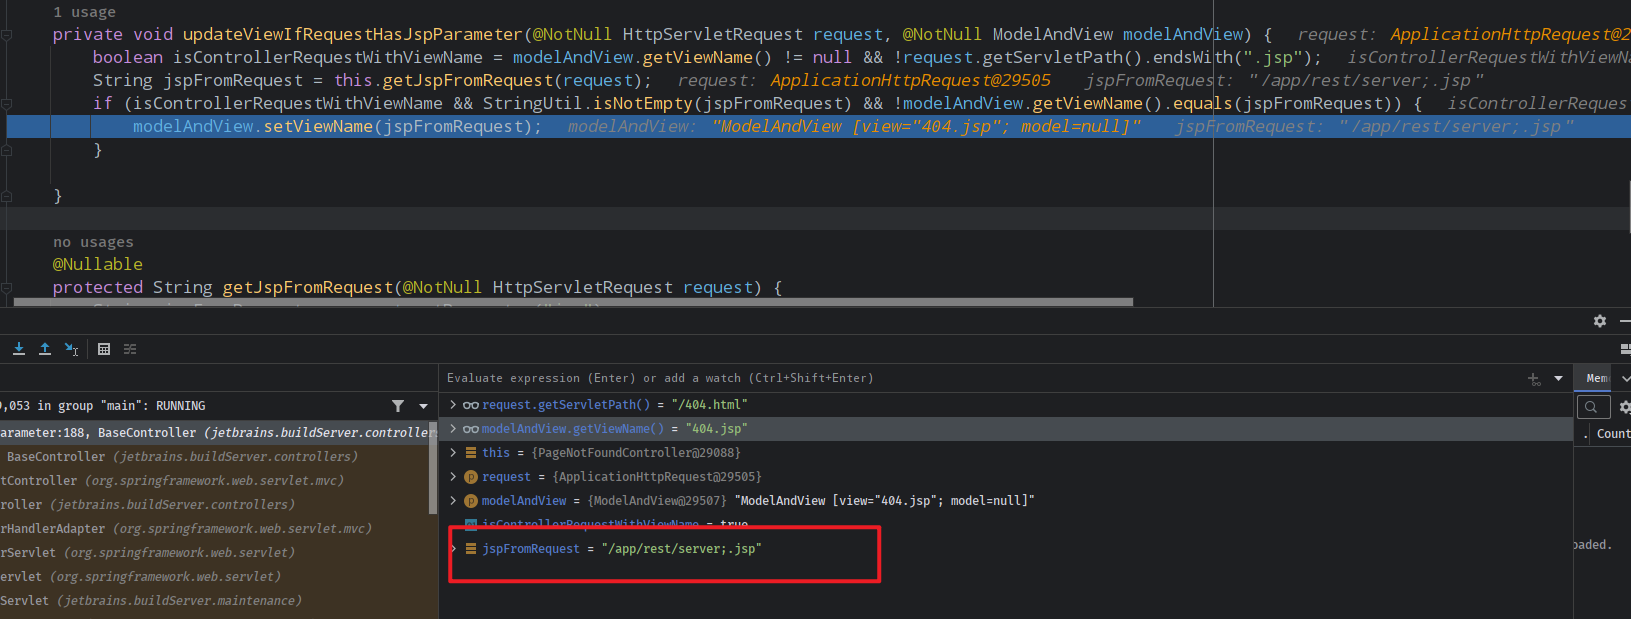 1 usage
private void updateViewIfRequestHasJspParameter(@NotNull HttpServletRequest request, @NotNull ModelAndView modelAndView) { request: ApplicationHttpRequest@2
boolean isControllerRequestWithViewName = modelAndView.getViewName() != null && !request.getServletPath().endsWith(".jsp"); isControllerRequestWithViewNa
String jspFromRequest = this.getJspFromRequest(request); request: ApplicationHttpRequest@29505 jspFromRequest: "/app/rest/server;.jsp"
if (isControllerRequestWithViewName && StringUtil.isNotEmpty(jspFromRequest) && !modelAndView.getViewName().equals(jspFromRequest)) { isControllerReques
modelAndView.setViewName(jspFromRequest); modelAndView: "ModelAndView [view="404.jsp"; model=null]" jspFromRequest: "/app/rest/server;.jsp"
}
}
no usages
@Nullable
protected String getJspFromRequest(@NotNull HttpServletRequest request) {
Evaluate expression (Enter) or add a watch (Ctrl+Shift+Enter)
Mem
9,053 in group "main": RUNNING
request.getServletPath() = "/404.html"
Count
arameter:188, BaseController (jetbrains.buildServer.controller
modelAndView.getViewName() = "404.jsp"
BaseController (jetbrains.buildServer.controllers)
this = {PageNotFoundController@29088}
tController (org.springframework.web.servlet.mvc)
request = {ApplicationHttpRequest@29505}
roller (jetbrains.buildServer.controllers)
modelAndView = {ModelAndView@29507} "ModelAndView [view="404.jsp"; model=null]"
rHandlerAdapter (org.springframework.web.servlet.mvc)
isControllerRequestWithViewName = true
rServlet (org.springframework.web.servlet)
jspFromRequest = "/app/rest/server;.jsp"
oaded.
ervlet (org.springframework.web.servlet)
Servlet (jetbrains.buildServer.maintenance)